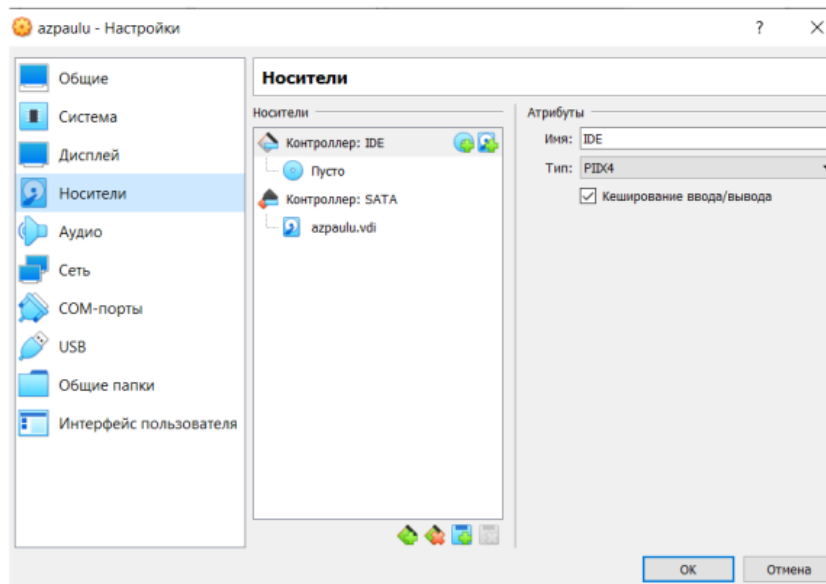 azpaulu - Настройки
?
Общие
Система
Дисплей
Носители
Аудио
Сеть
COM-порты
USB
Общие папки
Интерфейс пользователя
Носители
Носители
Контроллер: IDE
Пусто
Контроллер: SATA
azpaulu.vdi
Атрибуты
Имя: IDE
Тип: PIIX4
Кеширование ввода/вывода
OK
Отмена